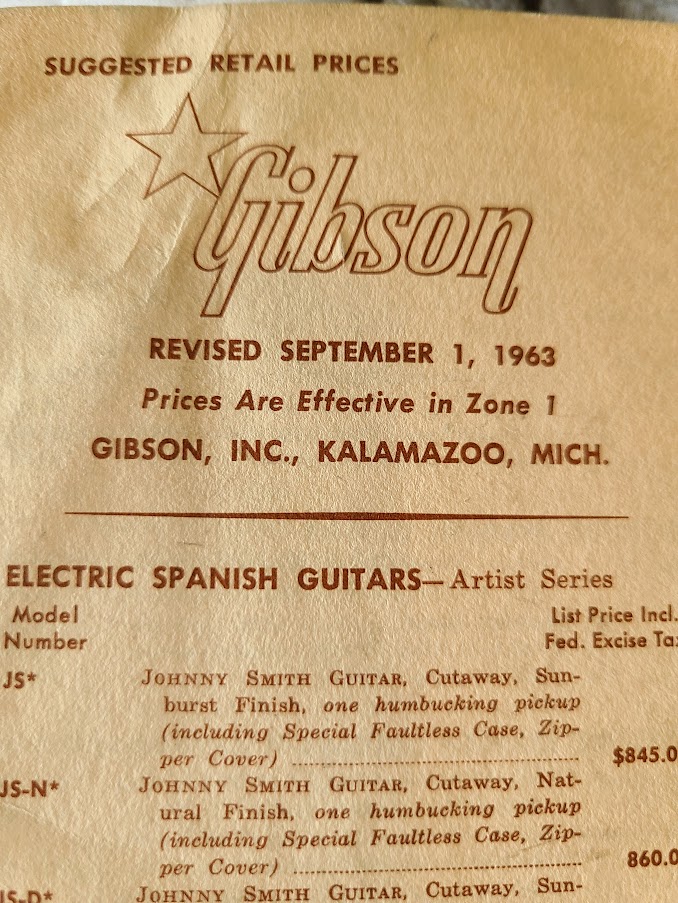 SUGGESTED RETAIL PRICES
Gibson
REVISED SEPTEMBER 1, 1963
Prices Are Effective in Zone 1
GIBSON, INC., KALAMAZOO, MICH.
ELECTRIC SPANISH GUITARS—Artist Series
Model List Price Incl.
Number Fed. Excise Ta
JS* JOHNNY SMITH GUITAR, Cutaway, Sun-
burst Finish, one humbucking pickup
(including Special Faultless Case, Zip-
per Cover) $845.0
JS-N* JOHNNY SMITH GUITAR, Cutaway, Nat-
ural Finish, one humbucking pickup
(including Special Faultless Case, Zip-
per Cover) 860.0
JS-D* JOHNNY SMITH GUITAR, Cutaway, Sun-